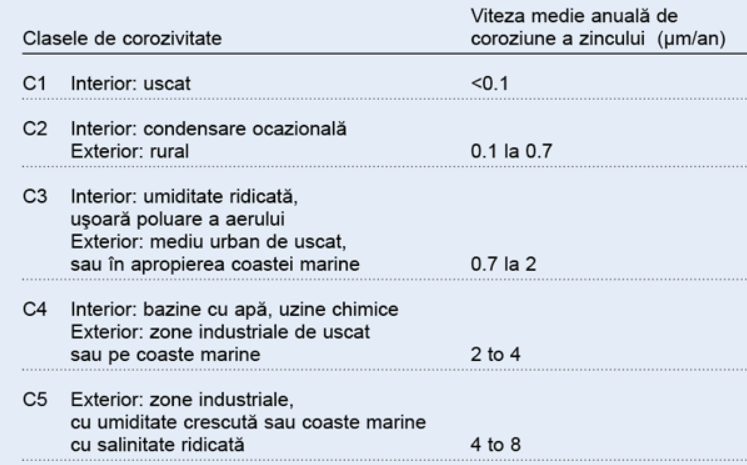 Clasele de corozivitate
Viteza medie anuală de
coroziune a zincului (µm/an)
C1 Interior: uscat <0.1
C2 Interior: condensare ocazională
Exterior: rural 0.1 la 0.7
C3 Interior: umiditate ridicată,
uşoară poluare a aerului
Exterior: mediu urban de uscat,
sau în apropierea coastei marine 0.7 la 2
C4 Interior: bazine cu apă, uzine chimice
Exterior: zone industriale de uscat
sau pe coaste marine 2 to 4
C5 Exterior: zone industriale,
cu umiditate crescută sau coaste marine
cu salinitate ridicată 4 to 8